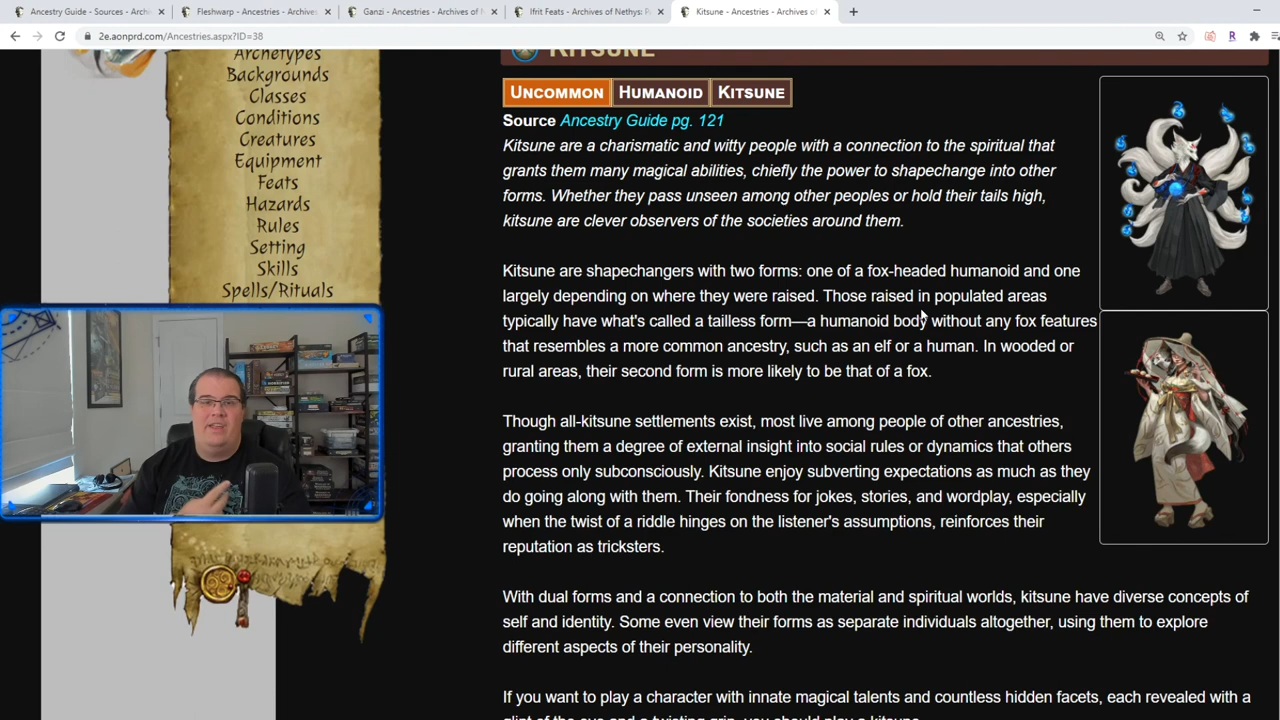 Ancestry Guide - Sources - Archi
Fleshwarp - Ancestries - Archives
Ganzi - Ancestries - Archives of N
Ifrit Feats - Archives of Nethys: P
Kitsune - Ancestries - Archives of
2e.aonprd.com/Ancestries.aspx?ID=38
Archetypes
Backgrounds
Classes
Conditions
Creatures
Equipment
Feats
Hazards
Rules
Setting
Skills
Spells/Rituals
KITSUNE
UNCOMMON HUMANOID KITSUNE
Source Ancestry Guide pg. 121
Kitsune are a charismatic and witty people with a connection to the spiritual that
grants them many magical abilities, chiefly the power to shapechange into other
forms. Whether they pass unseen among other peoples or hold their tails high,
kitsune are clever observers of the societies around them.
Kitsune are shapechangers with two forms: one of a fox-headed humanoid and one
largely depending on where they were raised. Those raised in populated areas
typically have what's called a tailless form—a humanoid body without any fox features
that resembles a more common ancestry, such as an elf or a human. In wooded or
rural areas, their second form is more likely to be that of a fox.
Though all-kitsune settlements exist, most live among people of other ancestries,
granting them a degree of external insight into social rules or dynamics that others
process only subconsciously. Kitsune enjoy subverting expectations as much as they
do going along with them. Their fondness for jokes, stories, and wordplay, especially
when the twist of a riddle hinges on the listener's assumptions, reinforces their
reputation as tricksters.
With dual forms and a connection to both the material and spiritual worlds, kitsune have diverse concepts of
self and identity. Some even view their forms as separate individuals altogether, using them to explore
different aspects of their personality.
If you want to play a character with innate magical talents and countless hidden facets, each revealed with a
glint of the eye and a twisting grin, you should play a kitsune.